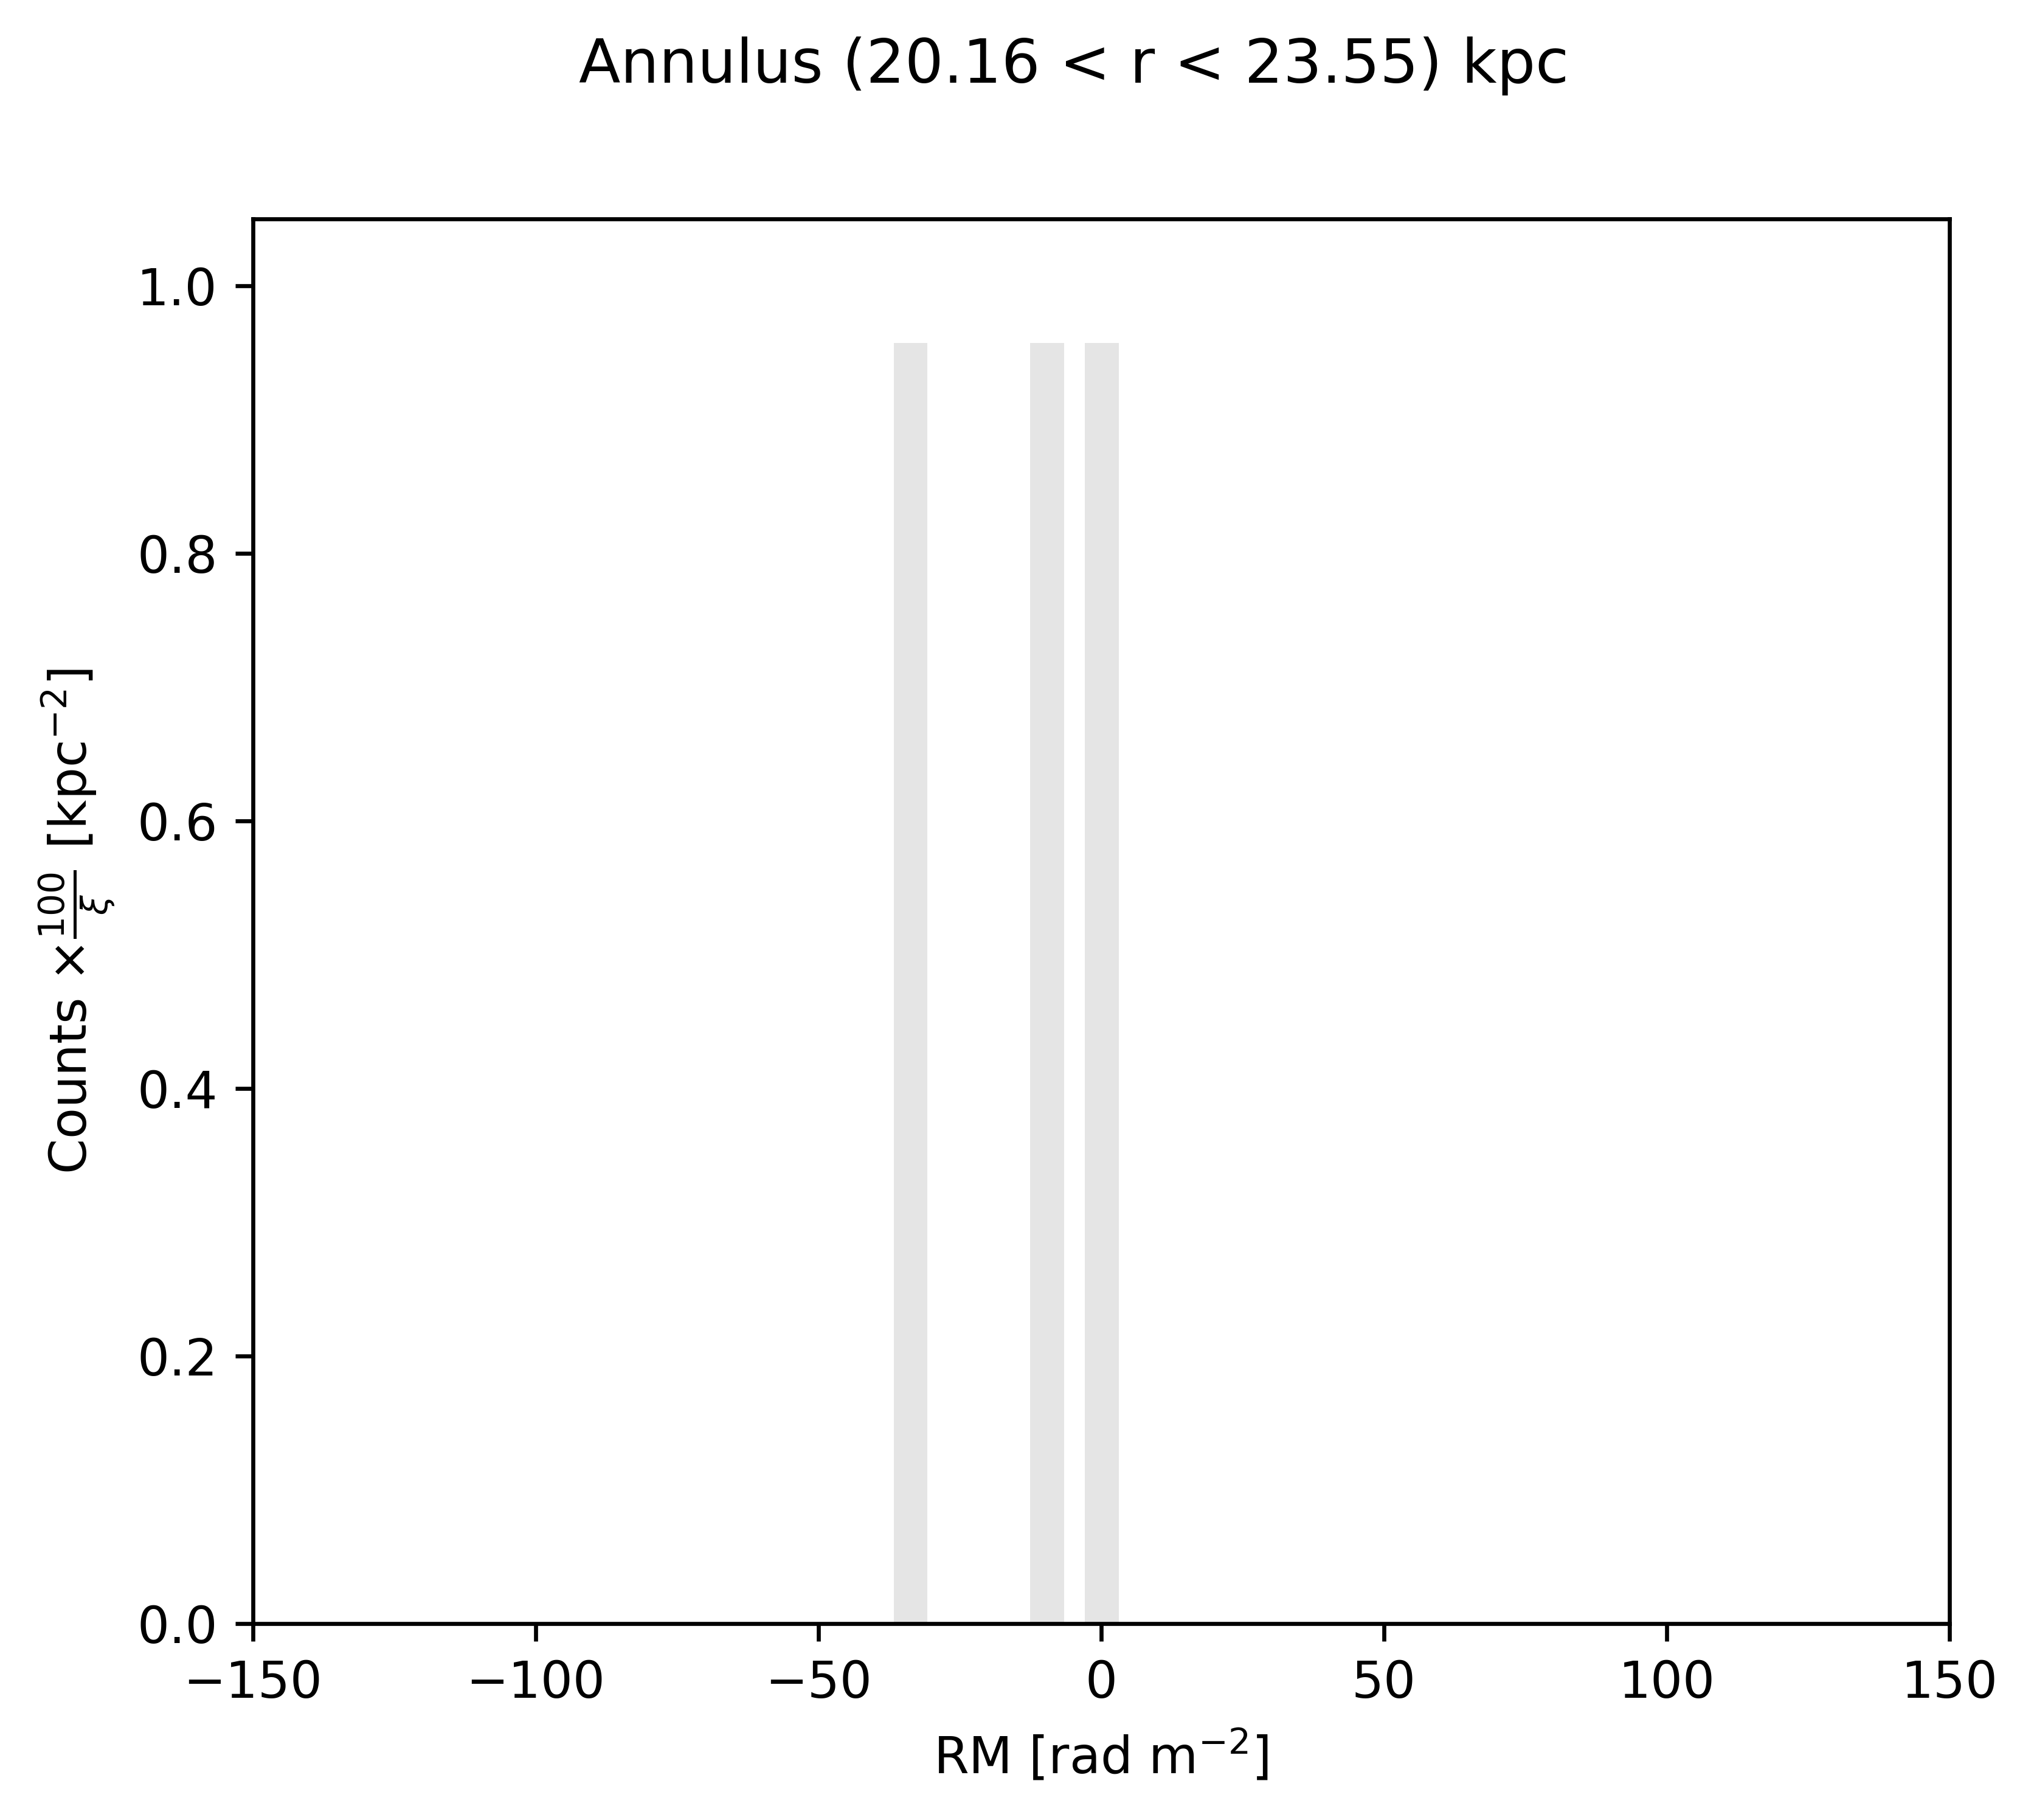 Annulus (20.16 < r < 23.55) kpc
Counts ×100/ξ [kpc⁻²]
1.0
0.8
0.6
0.4
0.2
0.0
−150 −100 −50 0 50 100 150
RM [rad m⁻²]